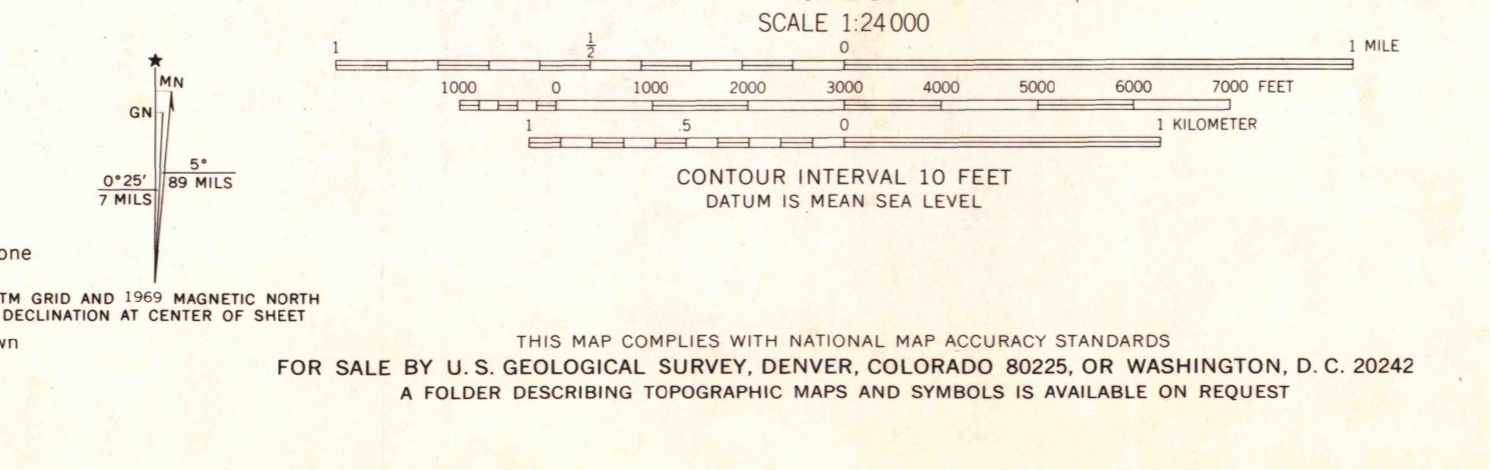 SCALE 1:24000
1 1/2 0 1 MILE
1000 0 1000 2000 3000 4000 5000 6000 7000 FEET
1 .5 0 1 KILOMETER
CONTOUR INTERVAL 10 FEET
DATUM IS MEAN SEA LEVEL
★
MN
GN
5°
89 MILS
0°25′
7 MILS
one
TM GRID AND 1969 MAGNETIC NORTH
DECLINATION AT CENTER OF SHEET
wn
THIS MAP COMPLIES WITH NATIONAL MAP ACCURACY STANDARDS
FOR SALE BY U. S. GEOLOGICAL SURVEY, DENVER, COLORADO 80225, OR WASHINGTON, D. C. 20242
A FOLDER DESCRIBING TOPOGRAPHIC MAPS AND SYMBOLS IS AVAILABLE ON REQUEST